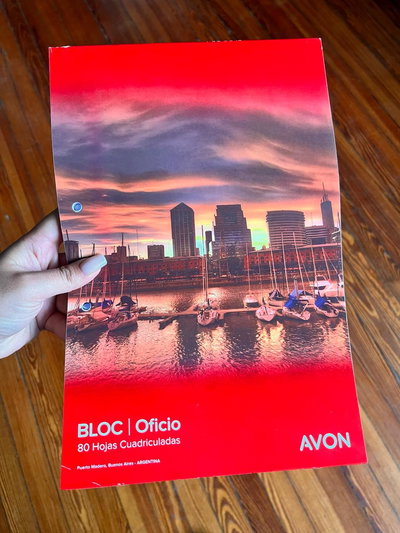 BLOC | Oficio
80 Hojas Cuadriculadas
AVON
Puerto Madero, Buenos Aires - ARGENTINA